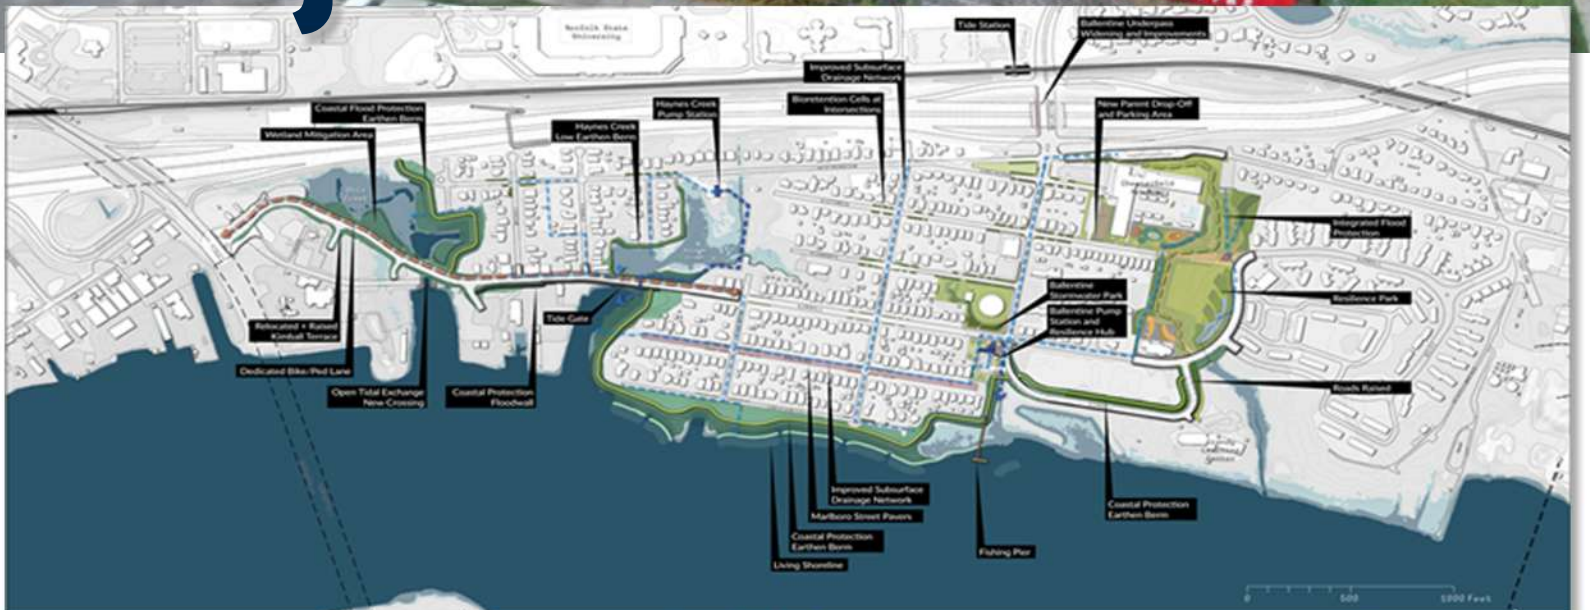 Norfolk State
University
Tide Station
Ballentine Underpass
Widening and Improvements
Improved Subsurface
Drainage Network
Bioretention Cells at
Intersections
Haynes Creek
Pump Station
New Parent Drop-Off
and Parking Area
Coastal Flood Protection
Earthen Berm
Wetland Mitigation Area
Haynes Creek
Low Earthen Berm
Integrated Flood
Protection
Resilience Park
Ballentine
Stormwater Park
Ballentine Pump
Station and
Resilience Hub
Tide Gate
Relocated + Raised
Kimball Terrace
Dedicated Bike/Ped Lane
Open Tidal Exchange
New Crossing
Coastal Protection
Floodwall
Roads Raised
Improved Subsurface
Drainage Network
Marlboro Street Pavers
Coastal Protection
Earthen Berm
Living Shoreline
Fishing Pier
Coastal Protection
Earthen Berm
0 500 1000 Feet